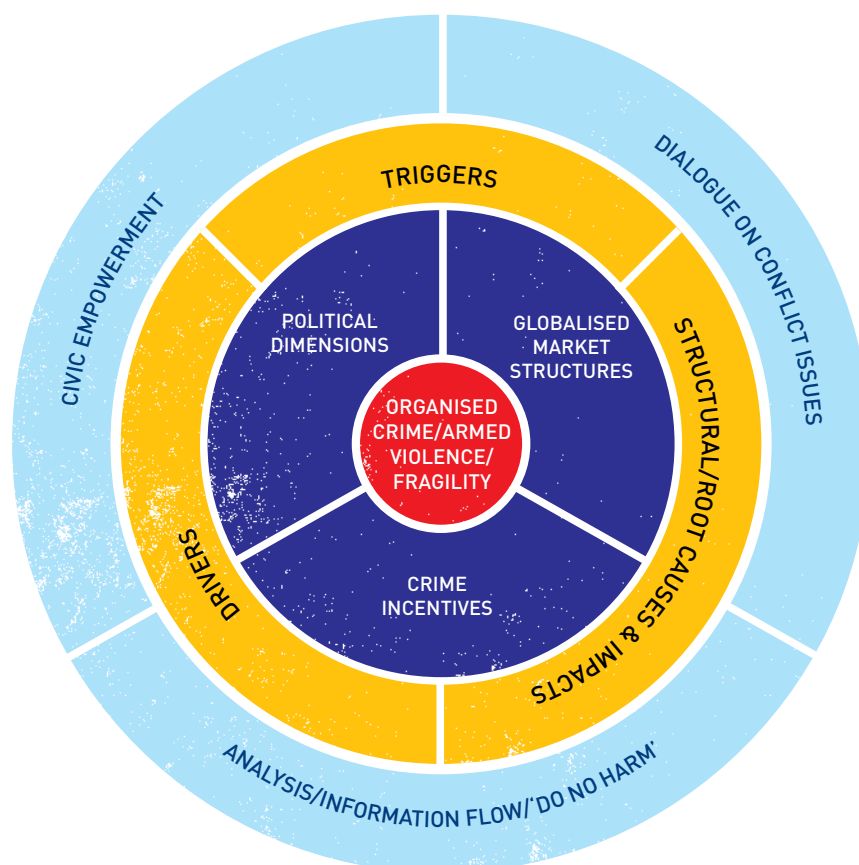 CIVIC EMPOWERMENT
DIALOGUE ON CONFLICT ISSUES
TRIGGERS
STRUCTURAL/ROOT CAUSES & IMPACTS
DRIVERS
POLITICAL
DIMENSIONS
GLOBALISED
MARKET
STRUCTURES
ORGANISED
CRIME/ARMED
VIOLENCE/
FRAGILITY
CRIME
INCENTIVES
ANALYSIS/INFORMATION FLOW/‘DO NO HARM’